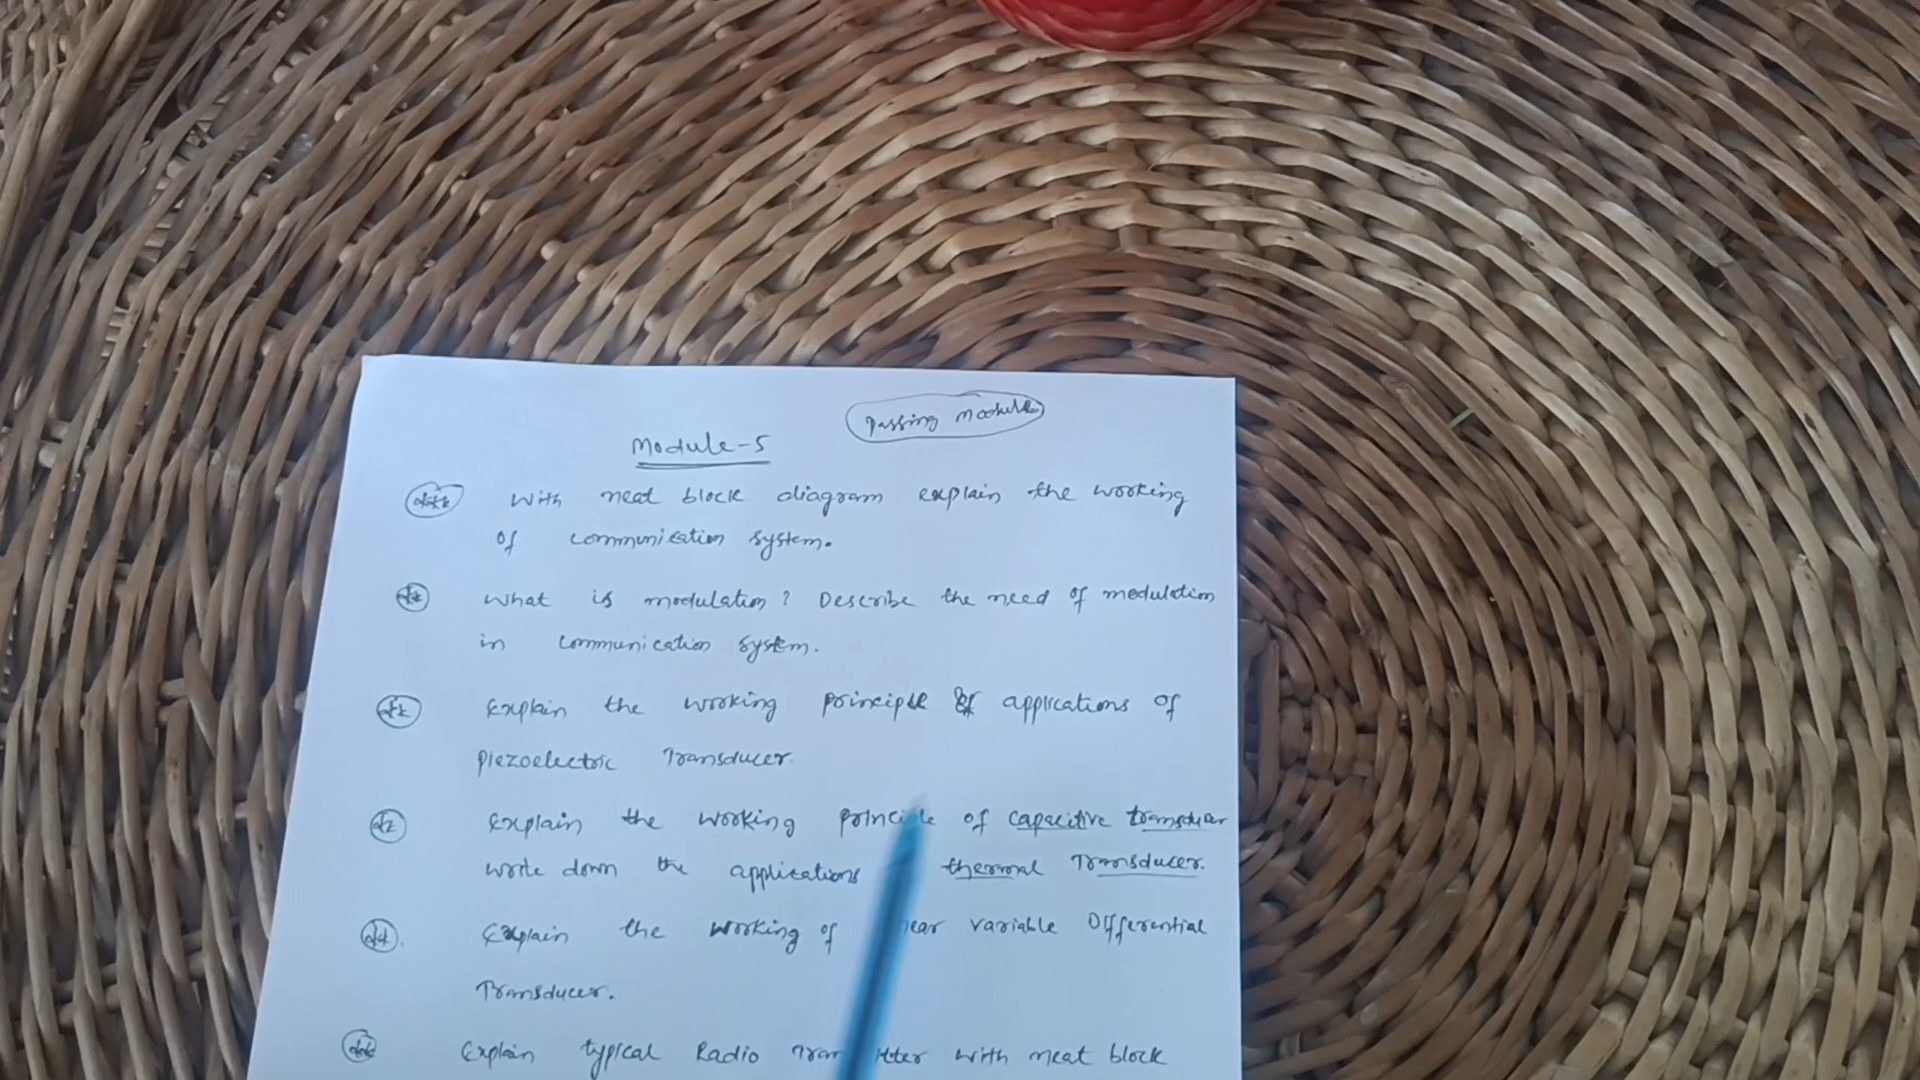 Passing module
Module-5
With neat block diagram explain the working
of communication system.
What is modulation? Describe the need of modulation
in communication system.
Explain the working principle & applications of
Piezoelectric Transducer.
Explain the working principle of capacitive transducer
write down the applications thermal Transducer.
Explain the working of variable Differential
Transducer.
Explain typical Radio with neat block